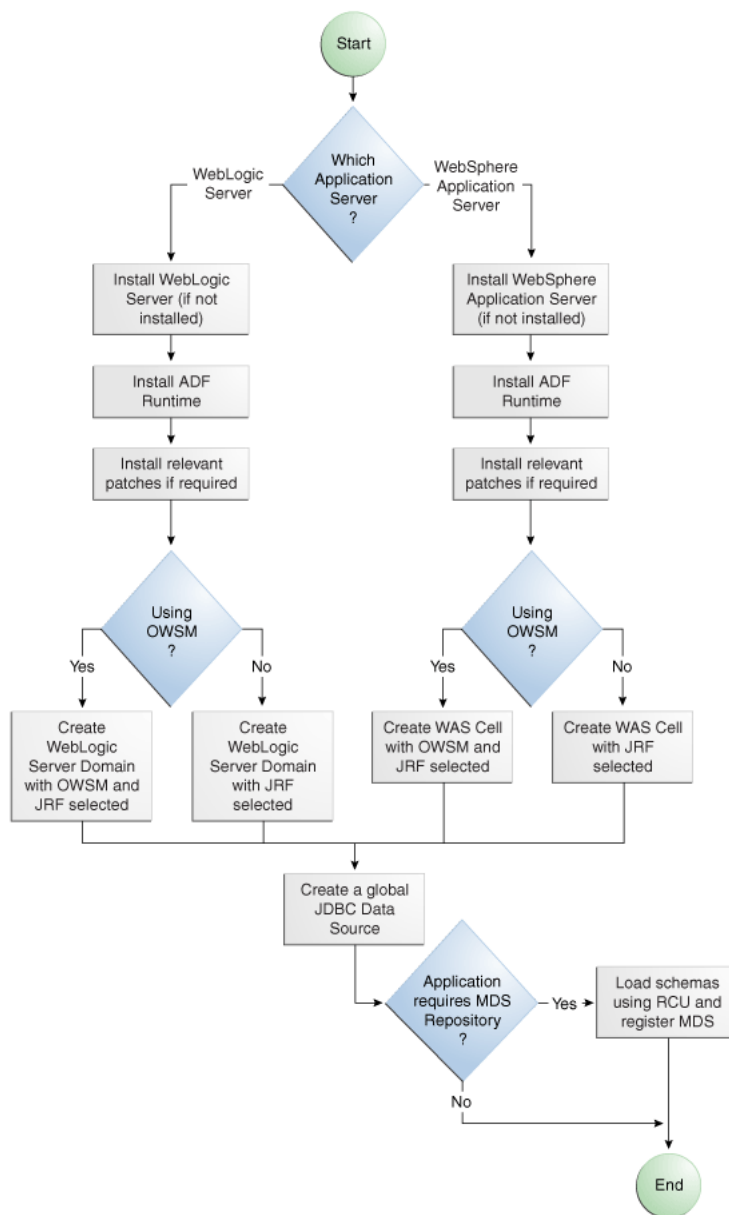 Start
Which
Application
Server
?
WebLogic
Server
WebSphere
Application
Server
Install WebLogic
Server (if not
installed)
Install WebSphere
Application Server
(if not installed)
Install ADF
Runtime
Install ADF
Runtime
Install relevant
patches if required
Install relevant
patches if required
Using
OWSM
?
Using
OWSM
?
Yes
No
Yes
No
Create
WebLogic
Server Domain
with OWSM and
JRF selected
Create
WebLogic
Server Domain
with JRF
selected
Create WAS Cell
with OWSM and
JRF selected
Create WAS Cell
with JRF
selected
Create a global
JDBC Data
Source
Application
requires MDS
Repository
?
Yes
Load schemas
using RCU and
register MDS
No
End